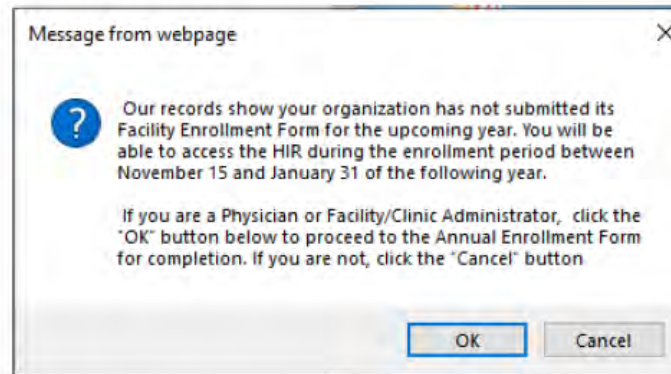 Message from webpage
Our records show your organization has not submitted its
Facility Enrollment Form for the upcoming year. You will be
able to access the HIR during the enrollment period between
November 15 and January 31 of the following year.
If you are a Physician or Facility/Clinic Administrator, click the
"OK" button below to proceed to the Annual Enrollment Form
for completion. If you are not, click the "Cancel" button
OK
Cancel